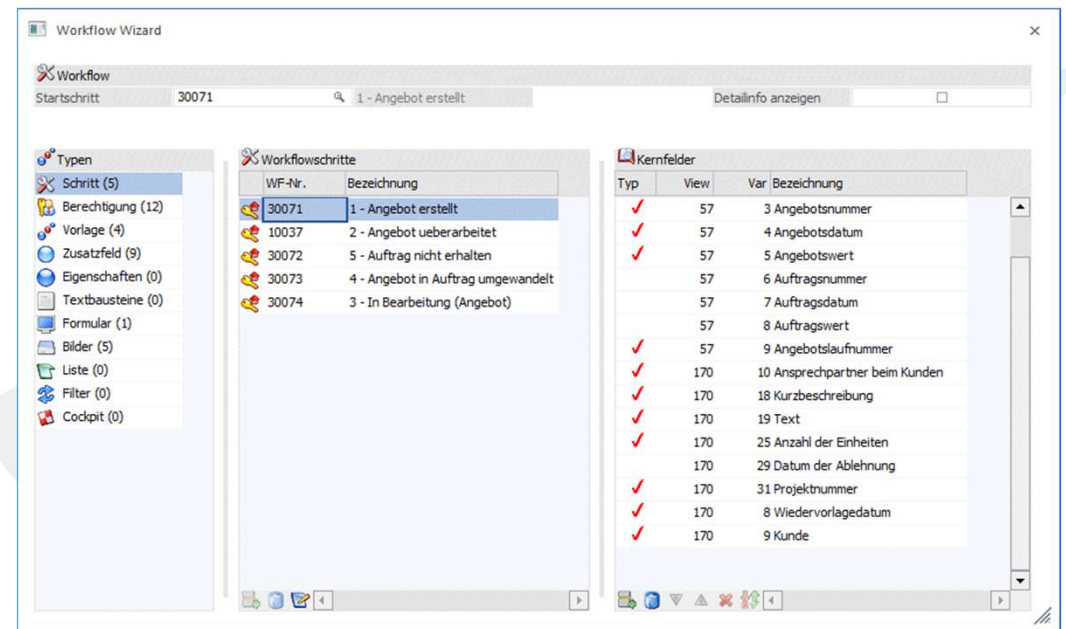 Workflow Wizard
Workflow
Startschritt 30071 1 - Angebot erstellt Detailinfo anzeigen
Typen
Schritt (5)
Berechtigung (12)
Vorlage (4)
Zusatzfeld (9)
Eigenschaften (0)
Textbausteine (0)
Formular (1)
Bilder (5)
Liste (0)
Filter (0)
Cockpit (0)
Workflowschritte
WF-Nr. Bezeichnung
30071 1 - Angebot erstellt
10037 2 - Angebot ueberarbeitet
30072 5 - Auftrag nicht erhalten
30073 4 - Angebot in Auftrag umgewandelt
30074 3 - In Bearbeitung (Angebot)
Kernfelder
Typ View Var Bezeichnung
57 3 Angebotsnummer
57 4 Angebotsdatum
57 5 Angebotswert
57 6 Auftragsnummer
57 7 Auftragsdatum
57 8 Auftragswert
57 9 Angebotslaufnummer
170 10 Ansprechpartner beim Kunden
170 18 Kurzbeschreibung
170 19 Text
170 25 Anzahl der Einheiten
170 29 Datum der Ablehnung
170 31 Projektnummer
170 8 Wiedervorlagedatum
170 9 Kunde